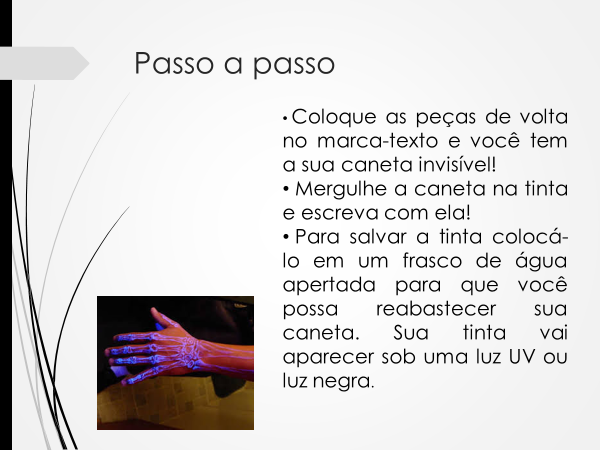 Passo a passo
• Coloque as peças de volta
no marca-texto e você tem
a sua caneta invisível!
• Mergulhe a caneta na tinta
e escreva com ela!
• Para salvar a tinta colocá-
lo em um frasco de água
apertada para que você
possa reabastecer sua
caneta. Sua tinta vai
aparecer sob uma luz UV ou
luz negra.